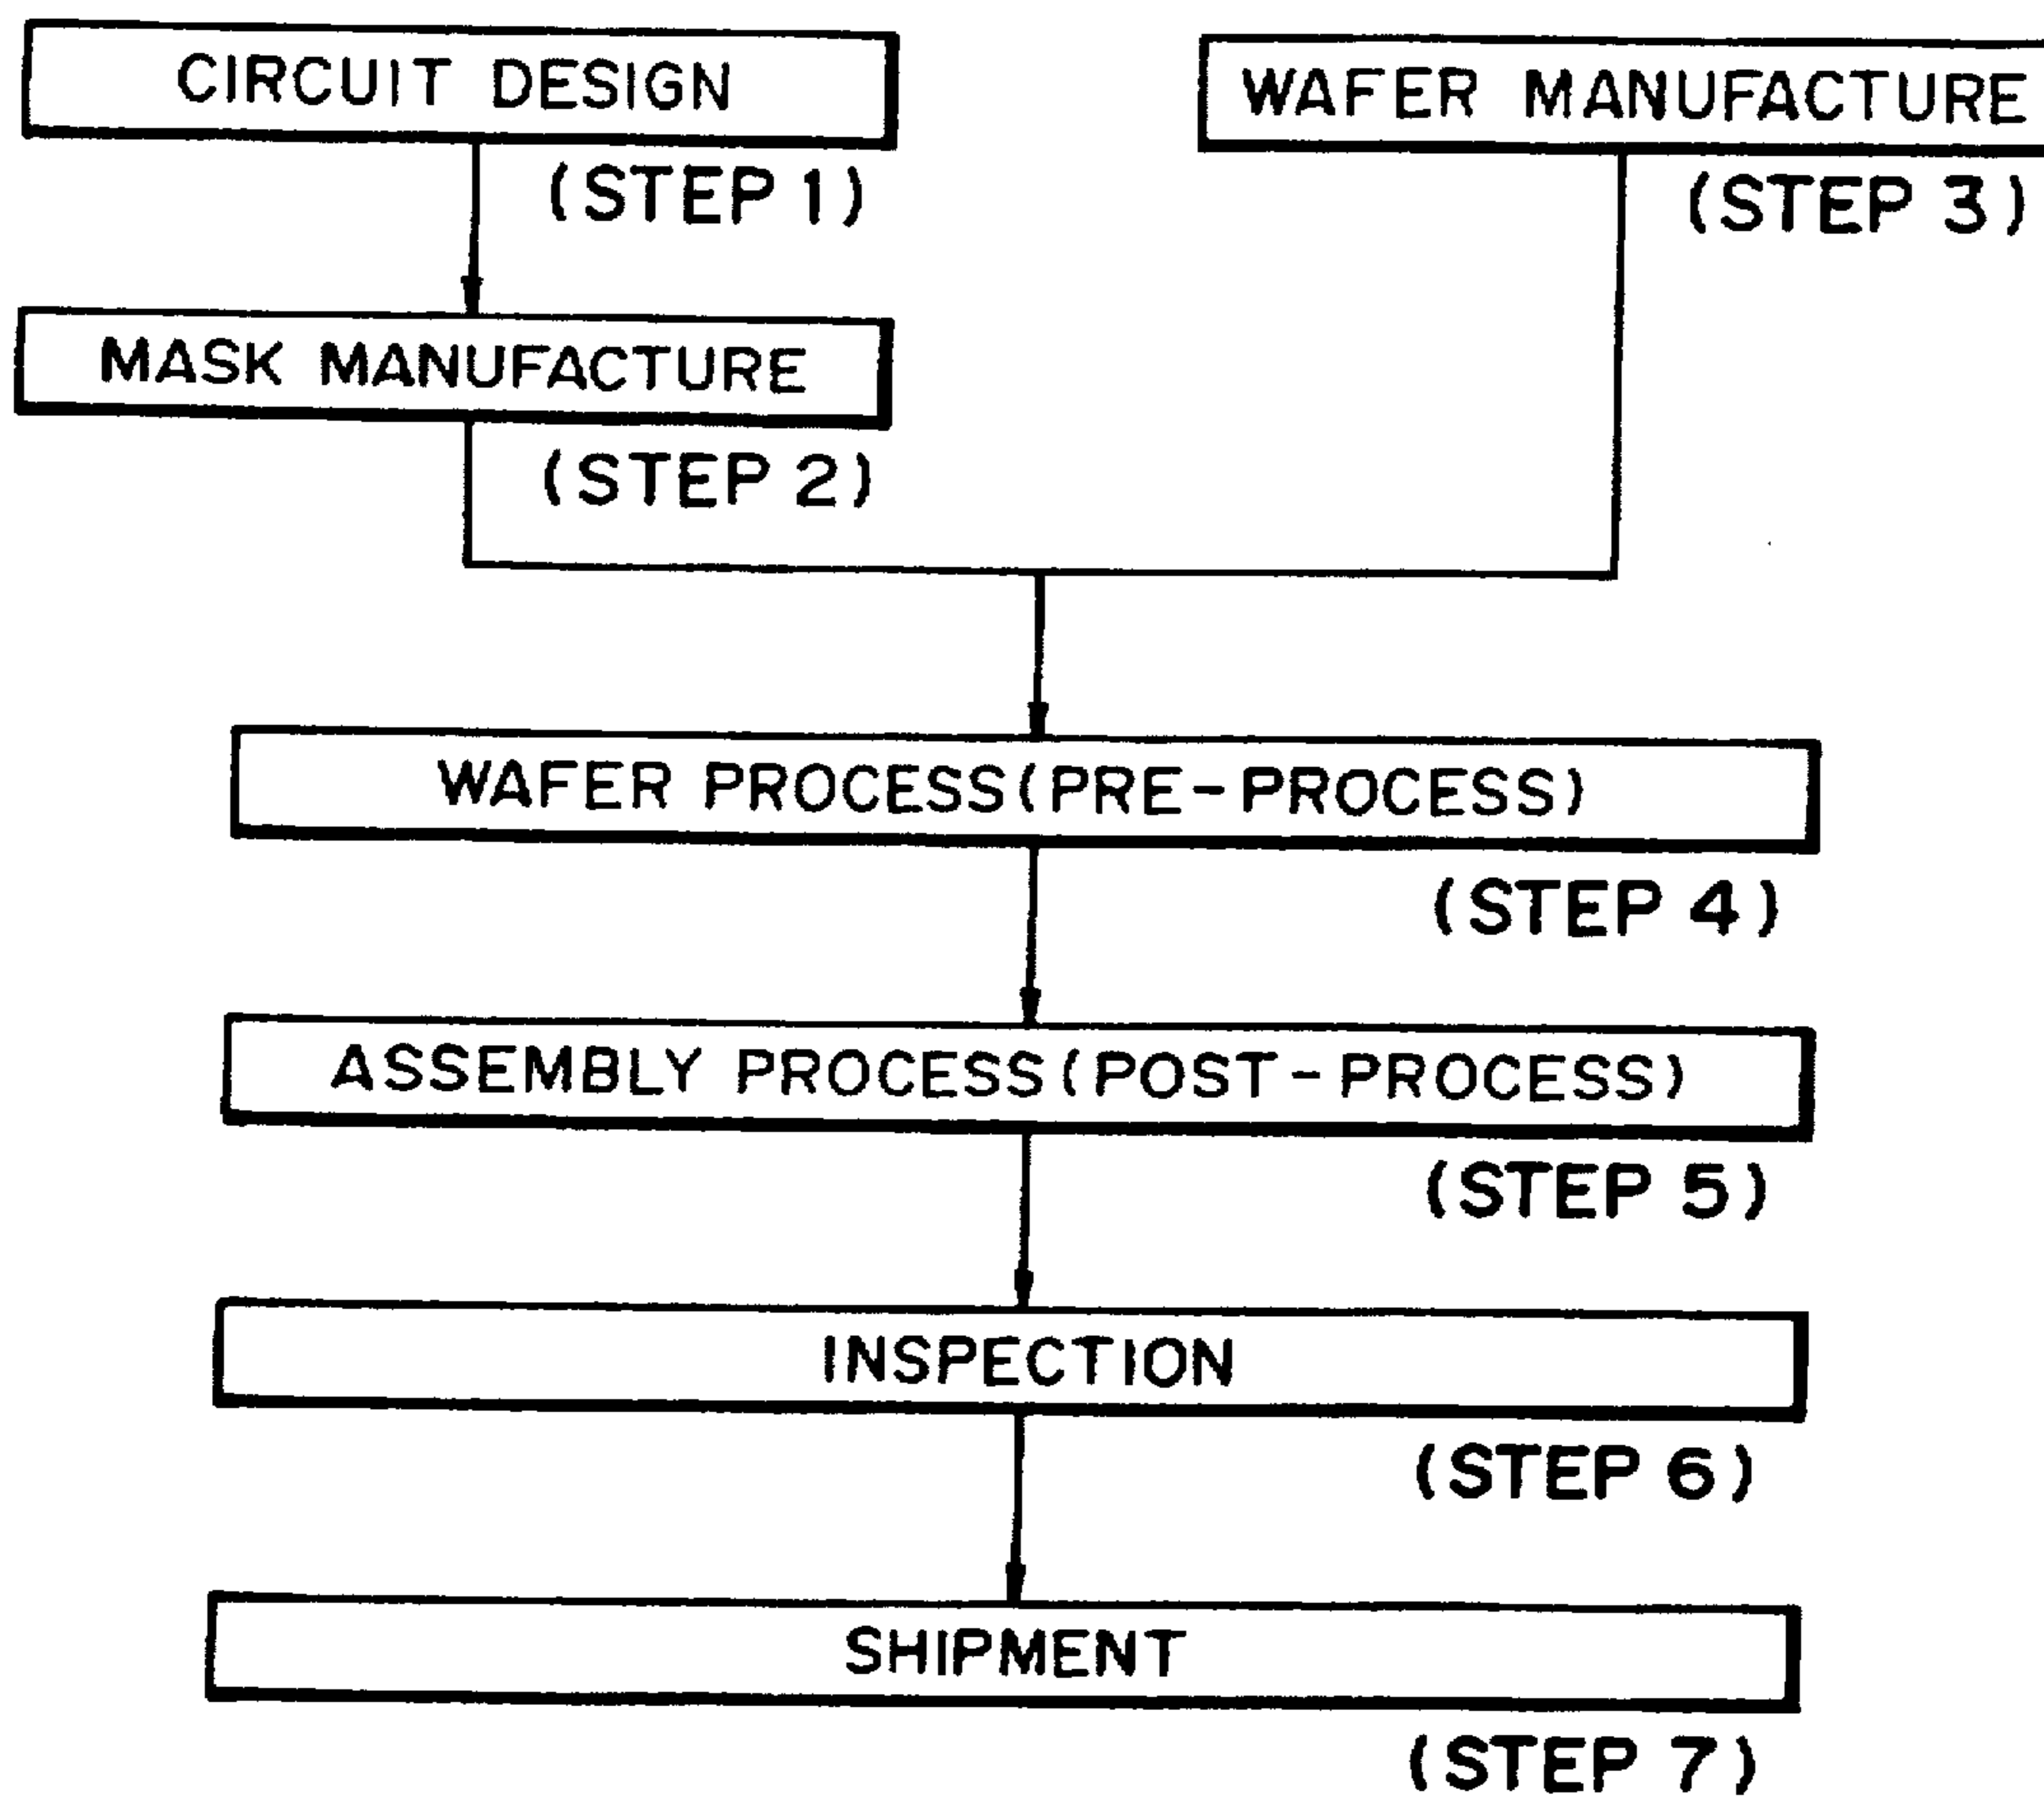 CIRCUIT DESIGN
(STEP 1)
WAFER MANUFACTURE
(STEP 3)
MASK MANUFACTURE
(STEP 2)
WAFER PROCESS(PRE-PROCESS)
(STEP 4)
ASSEMBLY PROCESS(POST-PROCESS)
(STEP 5)
INSPECTION
(STEP 6)
SHIPMENT
(STEP 7)